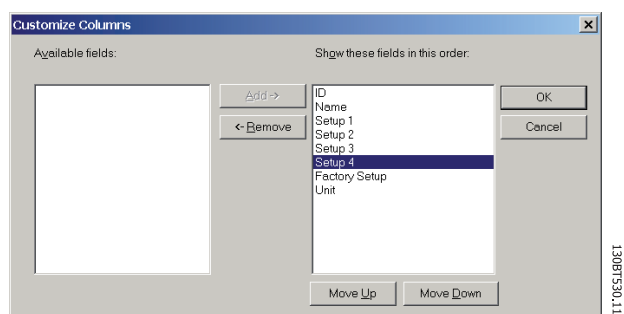 Customize Columns
Available fields:
Show these fields in this order:
Add ->
<- Remove
ID
Name
Setup 1
Setup 2
Setup 3
Setup 4
Factory Setup
Unit
OK
Cancel
Move Up
Move Down
130BT530.11